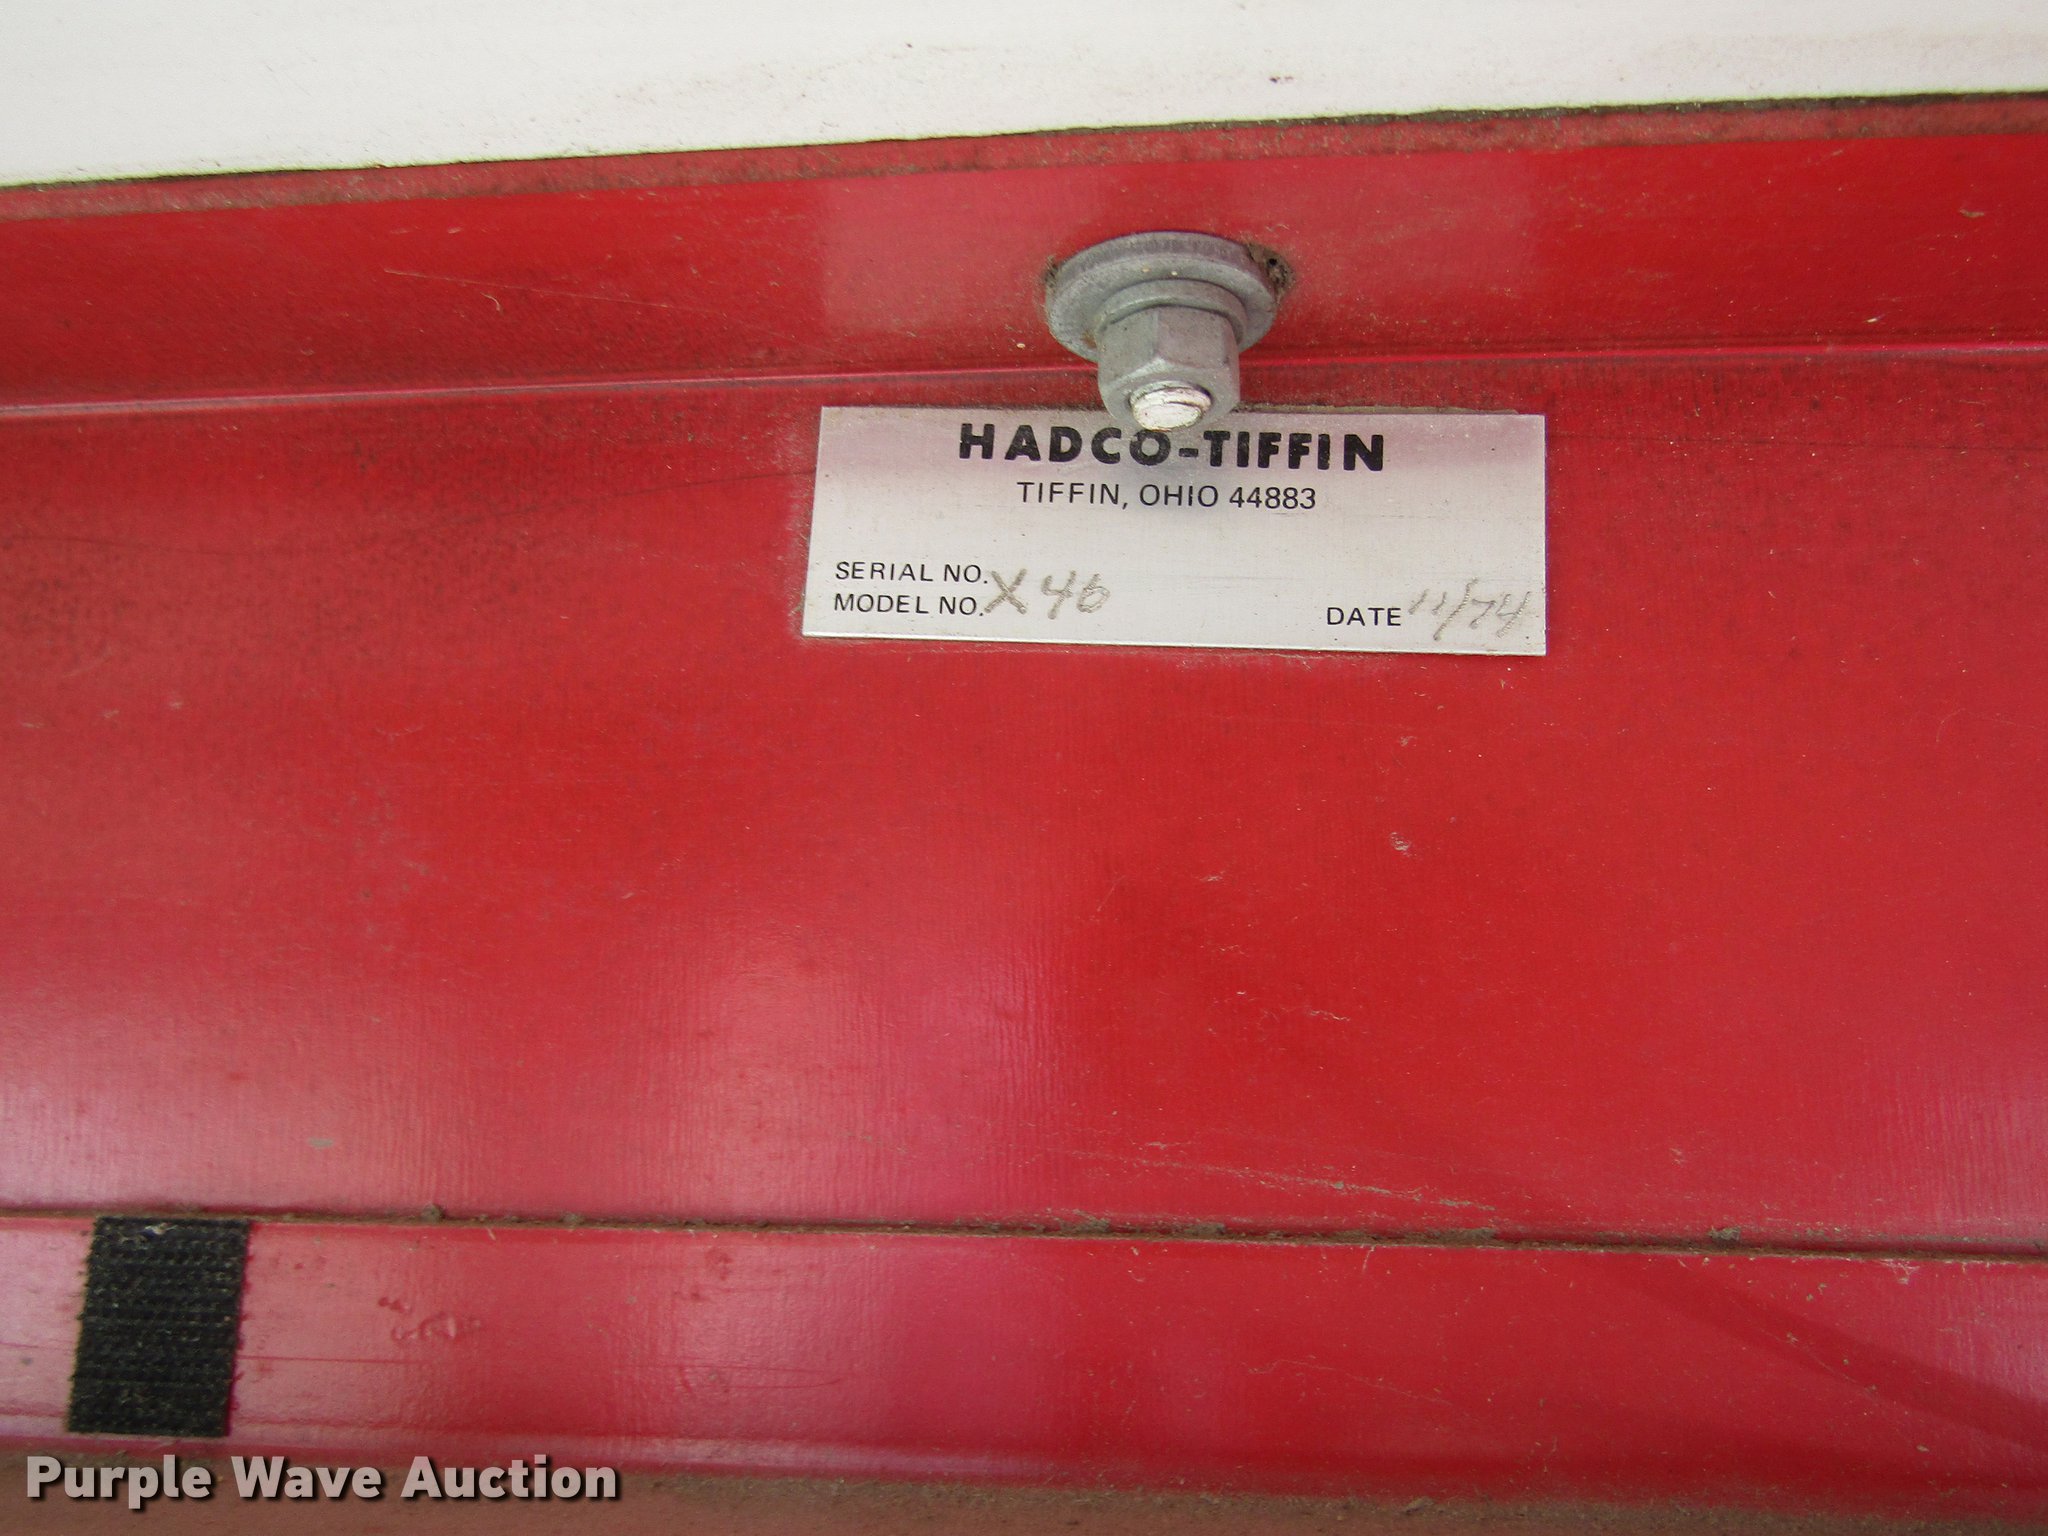 HADCO-TIFFIN
TIFFIN, OHIO 44883
SERIAL NO.
MODEL NO. X46
DATE 11/74
Purple Wave Auction